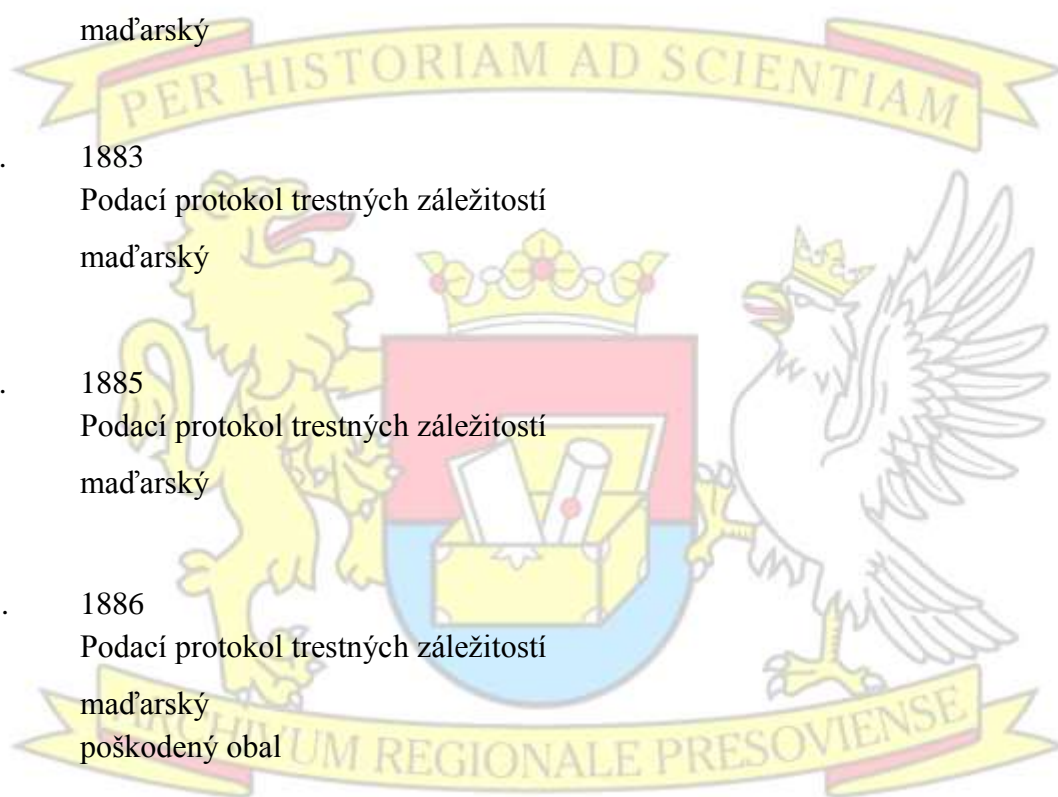 maďarský
PER HISTORIAM AD SCIENTIAM
. 1883
Podací protokol trestných záležitostí
maďarský
. 1885
Podací protokol trestných záležitostí
maďarský
. 1886
Podací protokol trestných záležitostí
maďarský
poškodený obal
ARCHIVUM REGIONALE PRESOVIENSE